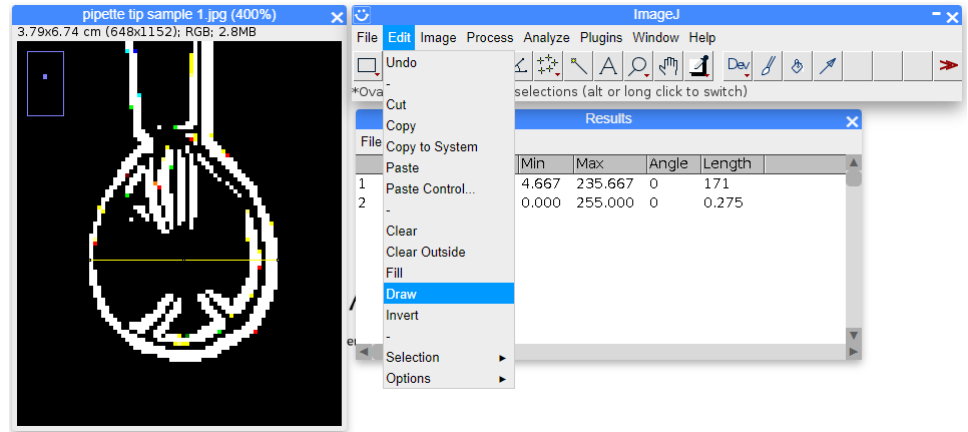 pipette tip sample 1.jpg (400%)
3.79x6.74 cm (648x1152); RGB; 2.8MB
ImageJ
File Edit Image Process Analyze Plugins Window Help
A Dev
*Ova selections (alt or long click to switch)
Undo
-
Cut
Copy
Copy to System
Paste
Paste Control...
-
Clear
Clear Outside
Fill
Draw
Invert
-
Selection
Options
Results
File
Min Max Angle Length
1 4.667 235.667 0 171
2 0.000 255.000 0 0.275